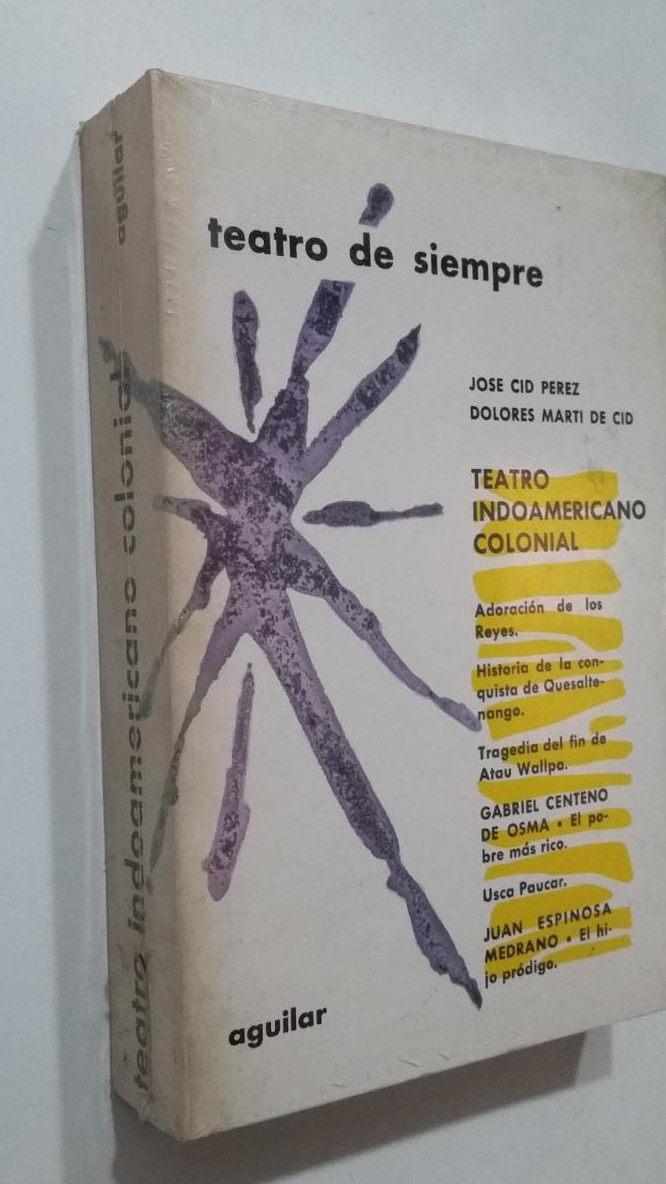 aguilar
teatro indoamericano colonial
teatro de siempre
JOSE CID PEREZ
DOLORES MARTI DE CID
TEATRO
INDOAMERICANO
COLONIAL
Adoración de los
Reyes.
Historia de la con-
quista de Quesalte-
nango.
Tragedia del fin de
Atau Wallpa.
GABRIEL CENTENO
DE OSMA • El po-
bre más rico.
Usca Paucar.
JUAN ESPINOSA
MEDRANO • El hi-
jo pródigo.
aguilar